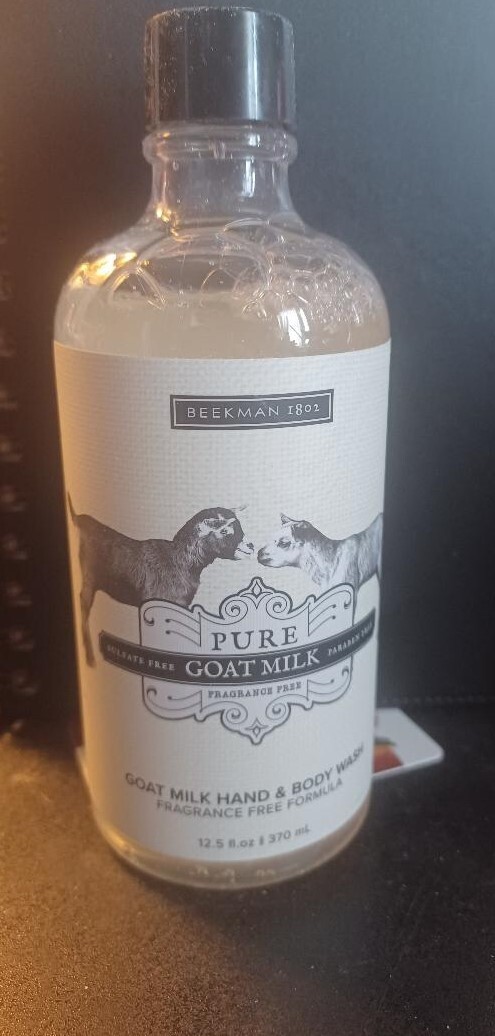 BEEKMAN 1802
PURE
SULFATE FREE GOAT MILK PARABEN FREE
FRAGRANCE FREE
GOAT MILK HAND & BODY WASH
FRAGRANCE FREE FORMULA
12.5 fl.oz | 370 mL